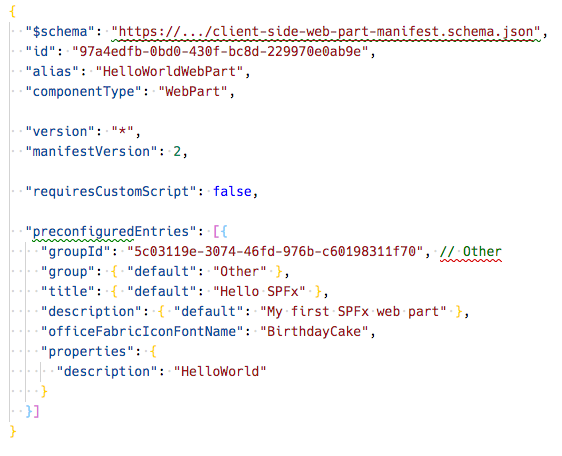 {
  "$schema": "https://.../client-side-web-part-manifest.schema.json",
  "id": "97a4edfb-0bd0-430f-bc8d-229970e0ab9e",
  "alias": "HelloWorldWebPart",
  "componentType": "WebPart",

  "version": "*",
  "manifestVersion": 2,

  "requiresCustomScript": false,

  "preconfiguredEntries": [{
    "groupId": "5c03119e-3074-46fd-976b-c60198311f70", // Other
    "group": { "default": "Other" },
    "title": { "default": "Hello SPFx" },
    "description": { "default": "My first SPFx web part" },
    "officeFabricIconFontName": "BirthdayCake",
    "properties": {
      "description": "HelloWorld"
    }
  }]
}